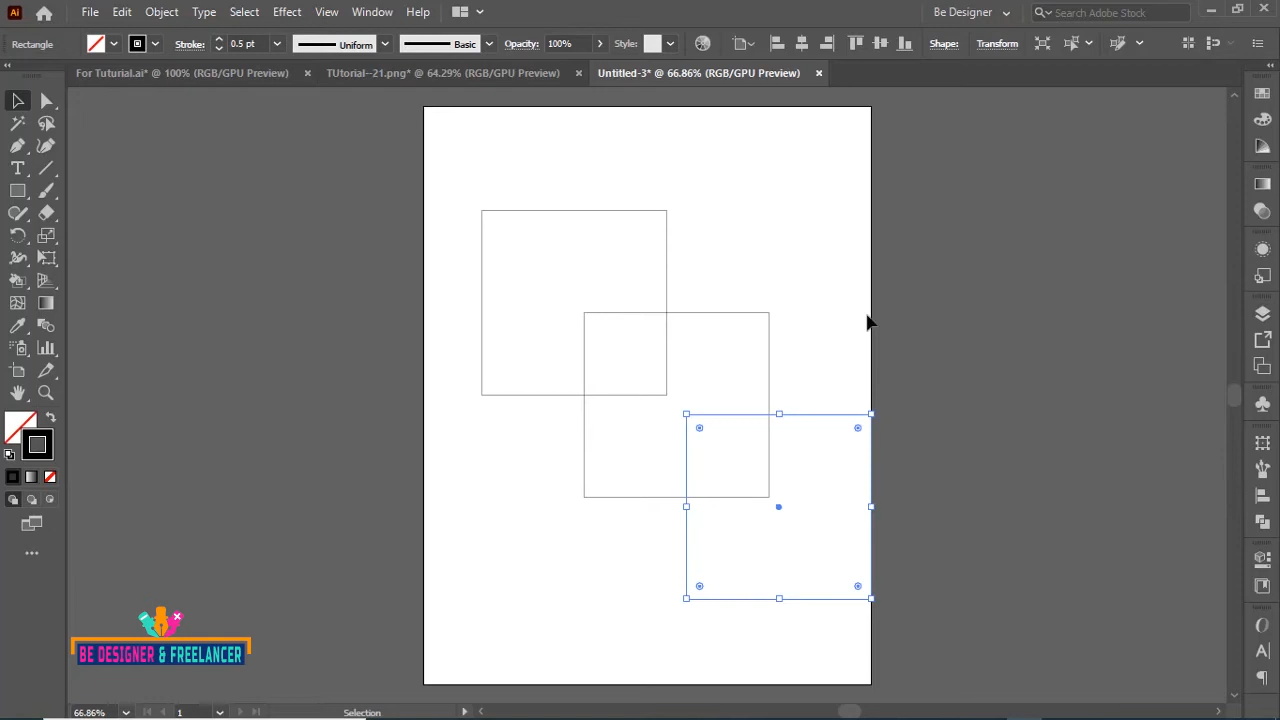 Ai File Edit Object Type Select Effect View Window Help Be Designer Search Adobe Stock
Rectangle Stroke: 0.5 pt Uniform Basic Opacity: 100% Style: Shape: Transform
For Tuturial.ai* @ 100% (RGB/GPU Preview) × TUtorial--21.png* @ 64.29% (RGB/GPU Preview) × Untitled-3* @ 66.86% (RGB/GPU Preview) ×
BE DESIGNER & FREELANCER
66.86% 1 Selection